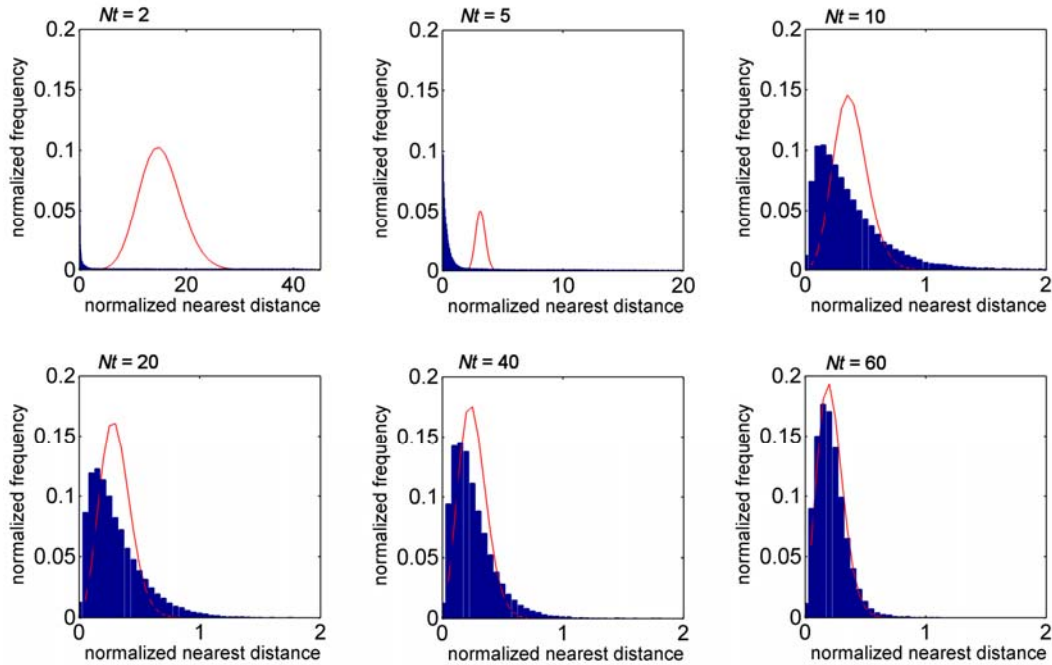 Nt = 2
0.2
0.15
0.1
0.05
0
normalized frequency
0 20 40
normalized nearest distance
Nt = 5
0.2
0.15
0.1
0.05
0
normalized frequency
0 10 20
normalized nearest distance
Nt = 10
0.2
0.15
0.1
0.05
0
normalized frequency
0 1 2
normalized nearest distance
Nt = 20
0.2
0.15
0.1
0.05
0
normalized frequency
0 1 2
normalized nearest distance
Nt = 40
0.2
0.15
0.1
0.05
0
normalized frequency
0 1 2
normalized nearest distance
Nt = 60
0.2
0.15
0.1
0.05
0
normalized frequency
0 1 2
normalized nearest distance